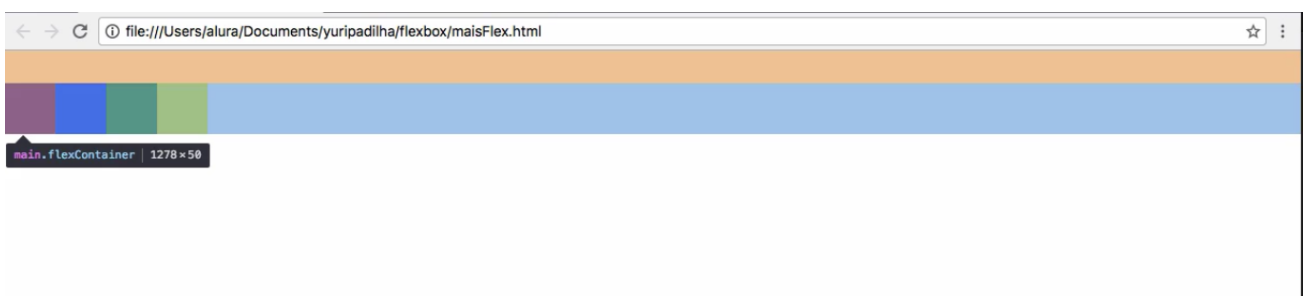 file:///Users/alura/Documents/yuripadilha/flexbox/maisFlex.html
main.flexContainer | 1278×50